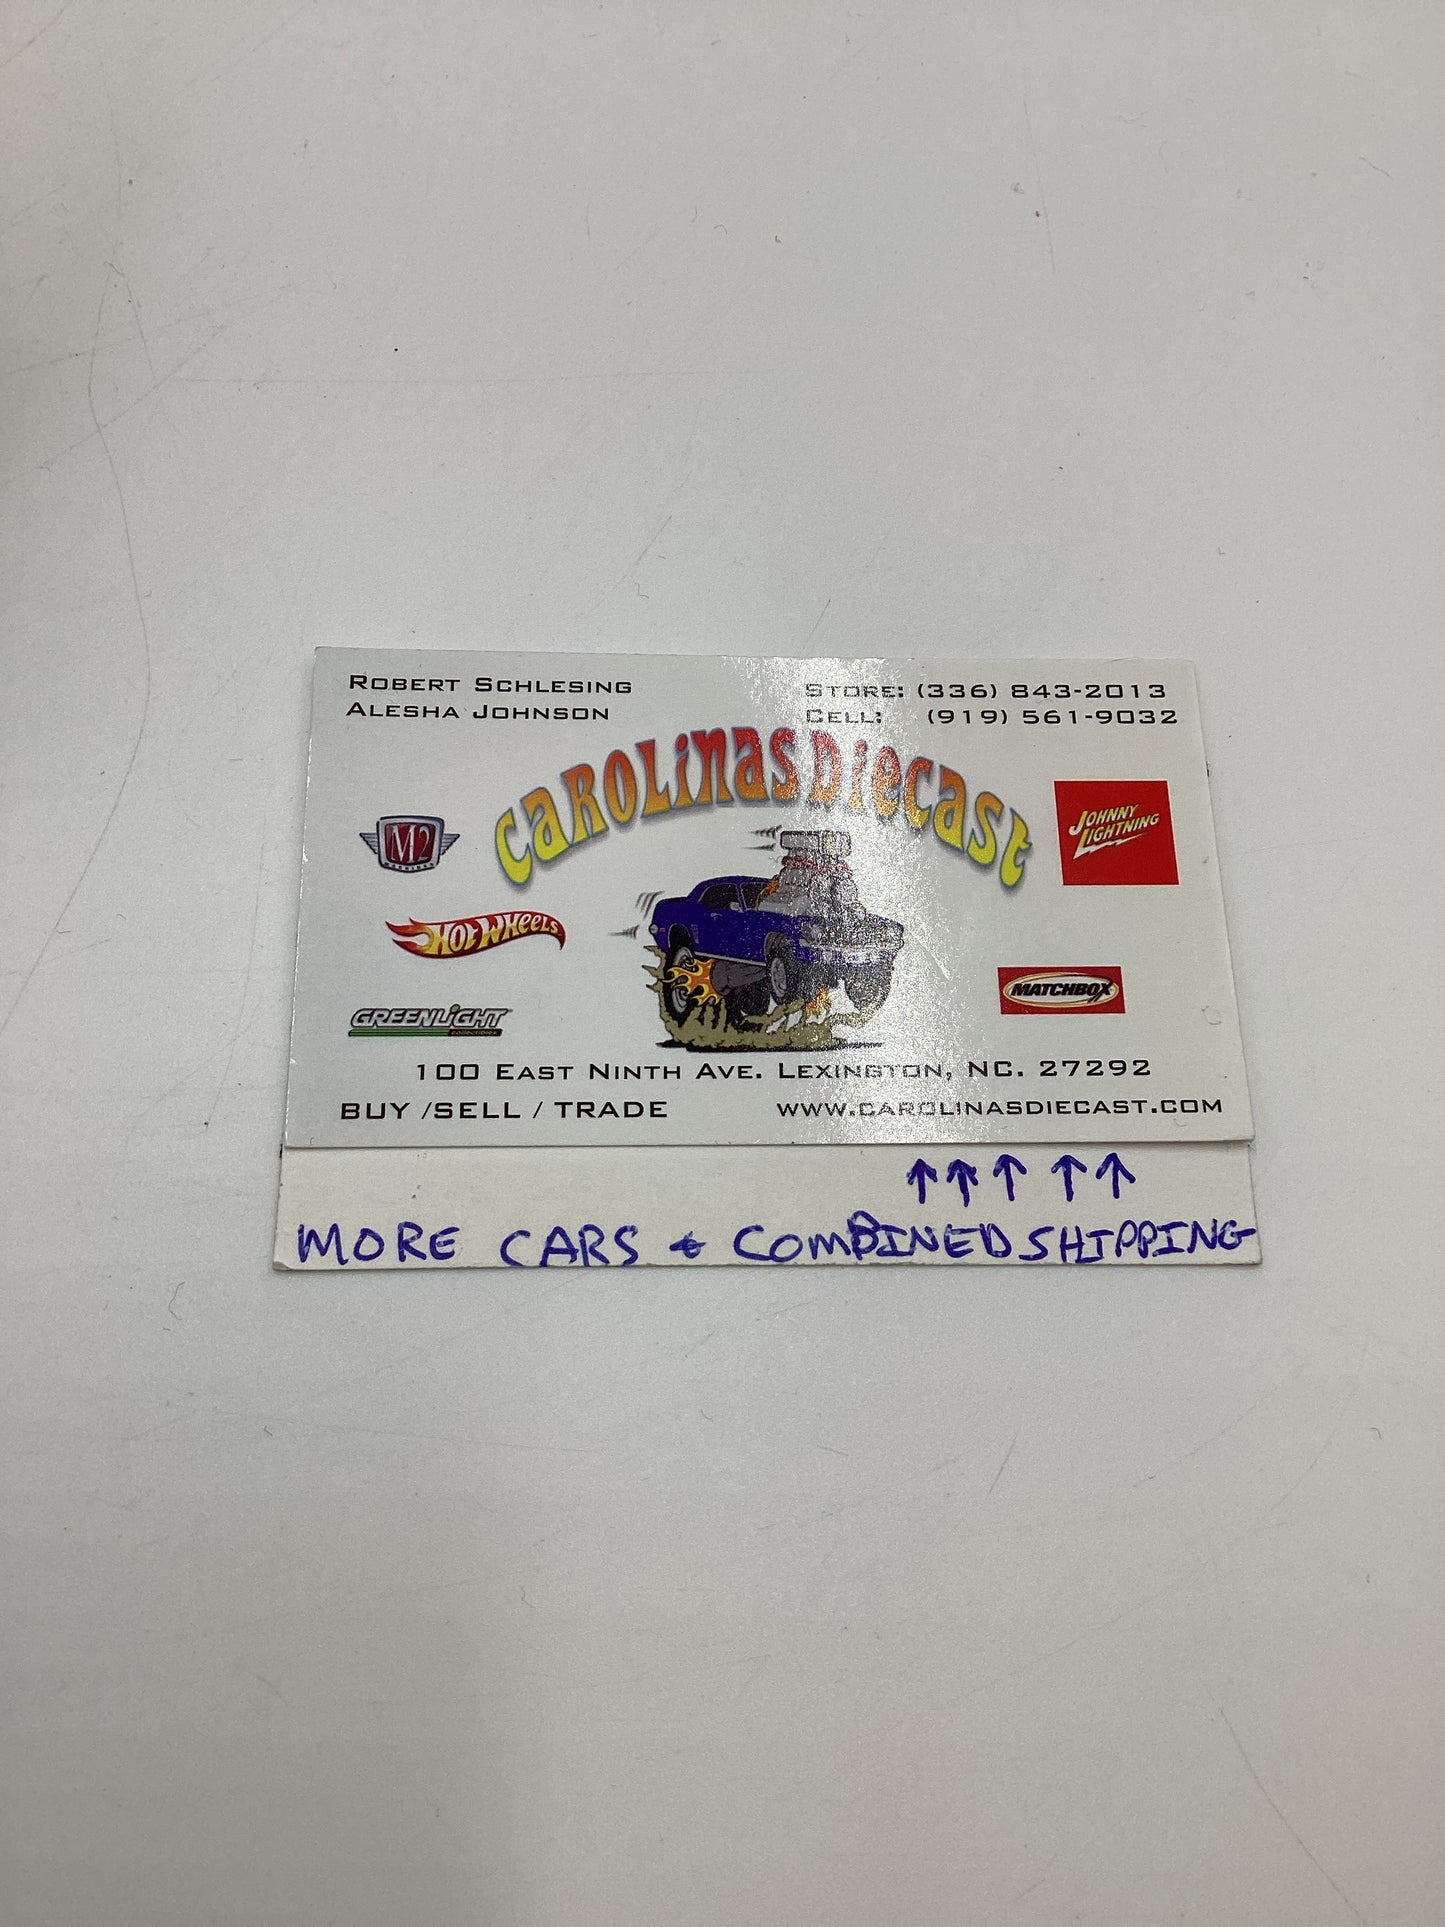 ROBERT SCHLESING
ALESHA JOHNSON
STORE: (336) 843-2013
CELL: (919) 561-9032
CAROLiNAS DiECAST
M2
MACHINES
JOHNNY
LIGHTNING
HOT WHEELS
MATCHBOX
GREENLiGHT
collectibles
100 EAST NINTH AVE. LEXINGTON, NC. 27292
BUY /SELL / TRADE
WWW.CAROLINASDIECAST.COM
↑↑↑ ↑↑
MORE CARS & COMBINED SHIPPING